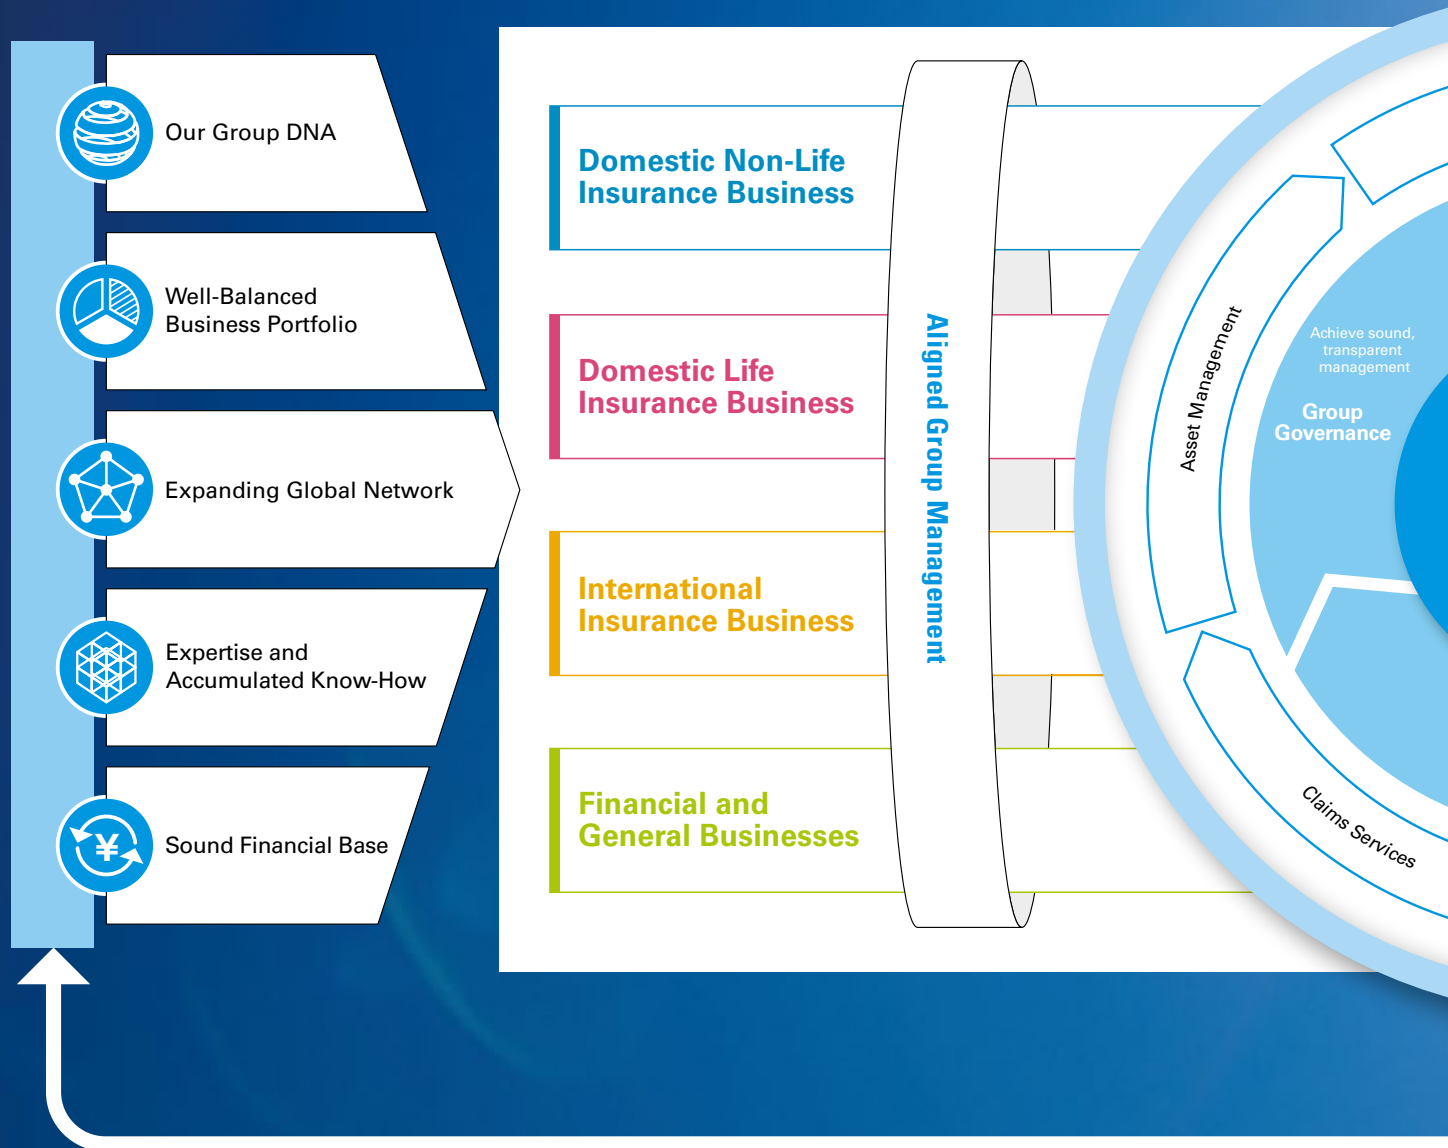 Our Group DNA
Well-Balanced
Business Portfolio
Expanding Global Network
Expertise and
Accumulated Know-How
¥
Sound Financial Base
Domestic Non-Life
Insurance Business
Domestic Life
Insurance Business
International
Insurance Business
Financial and
General Businesses
Aligned Group Management
Asset Management
Claims Services
Achieve sound,
transparent
management
Group
Governance